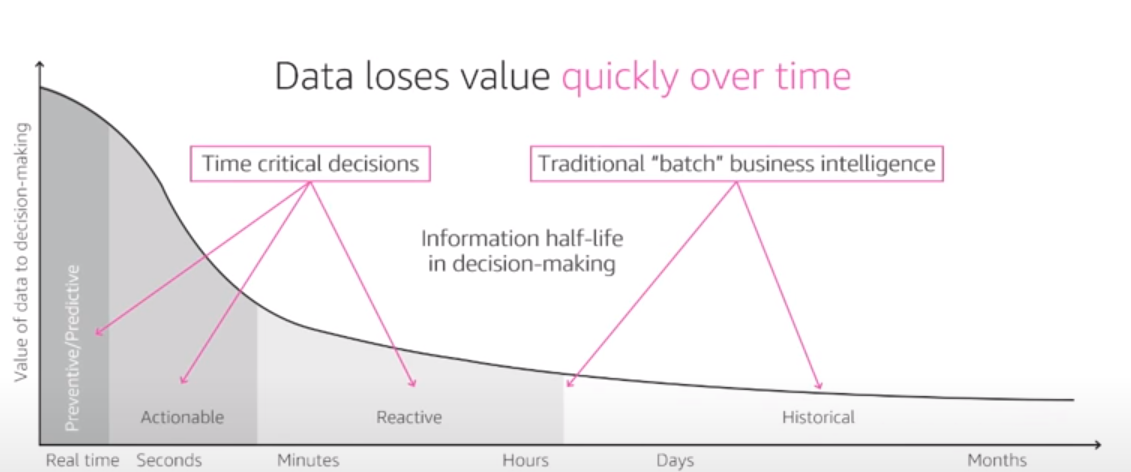 Data loses value quickly over time
Value of data to decision-making
Time critical decisions
Traditional "batch" business intelligence
Information half-life
in decision-making
Preventive/Predictive
Actionable
Reactive
Historical
Real time
Seconds
Minutes
Hours
Days
Months